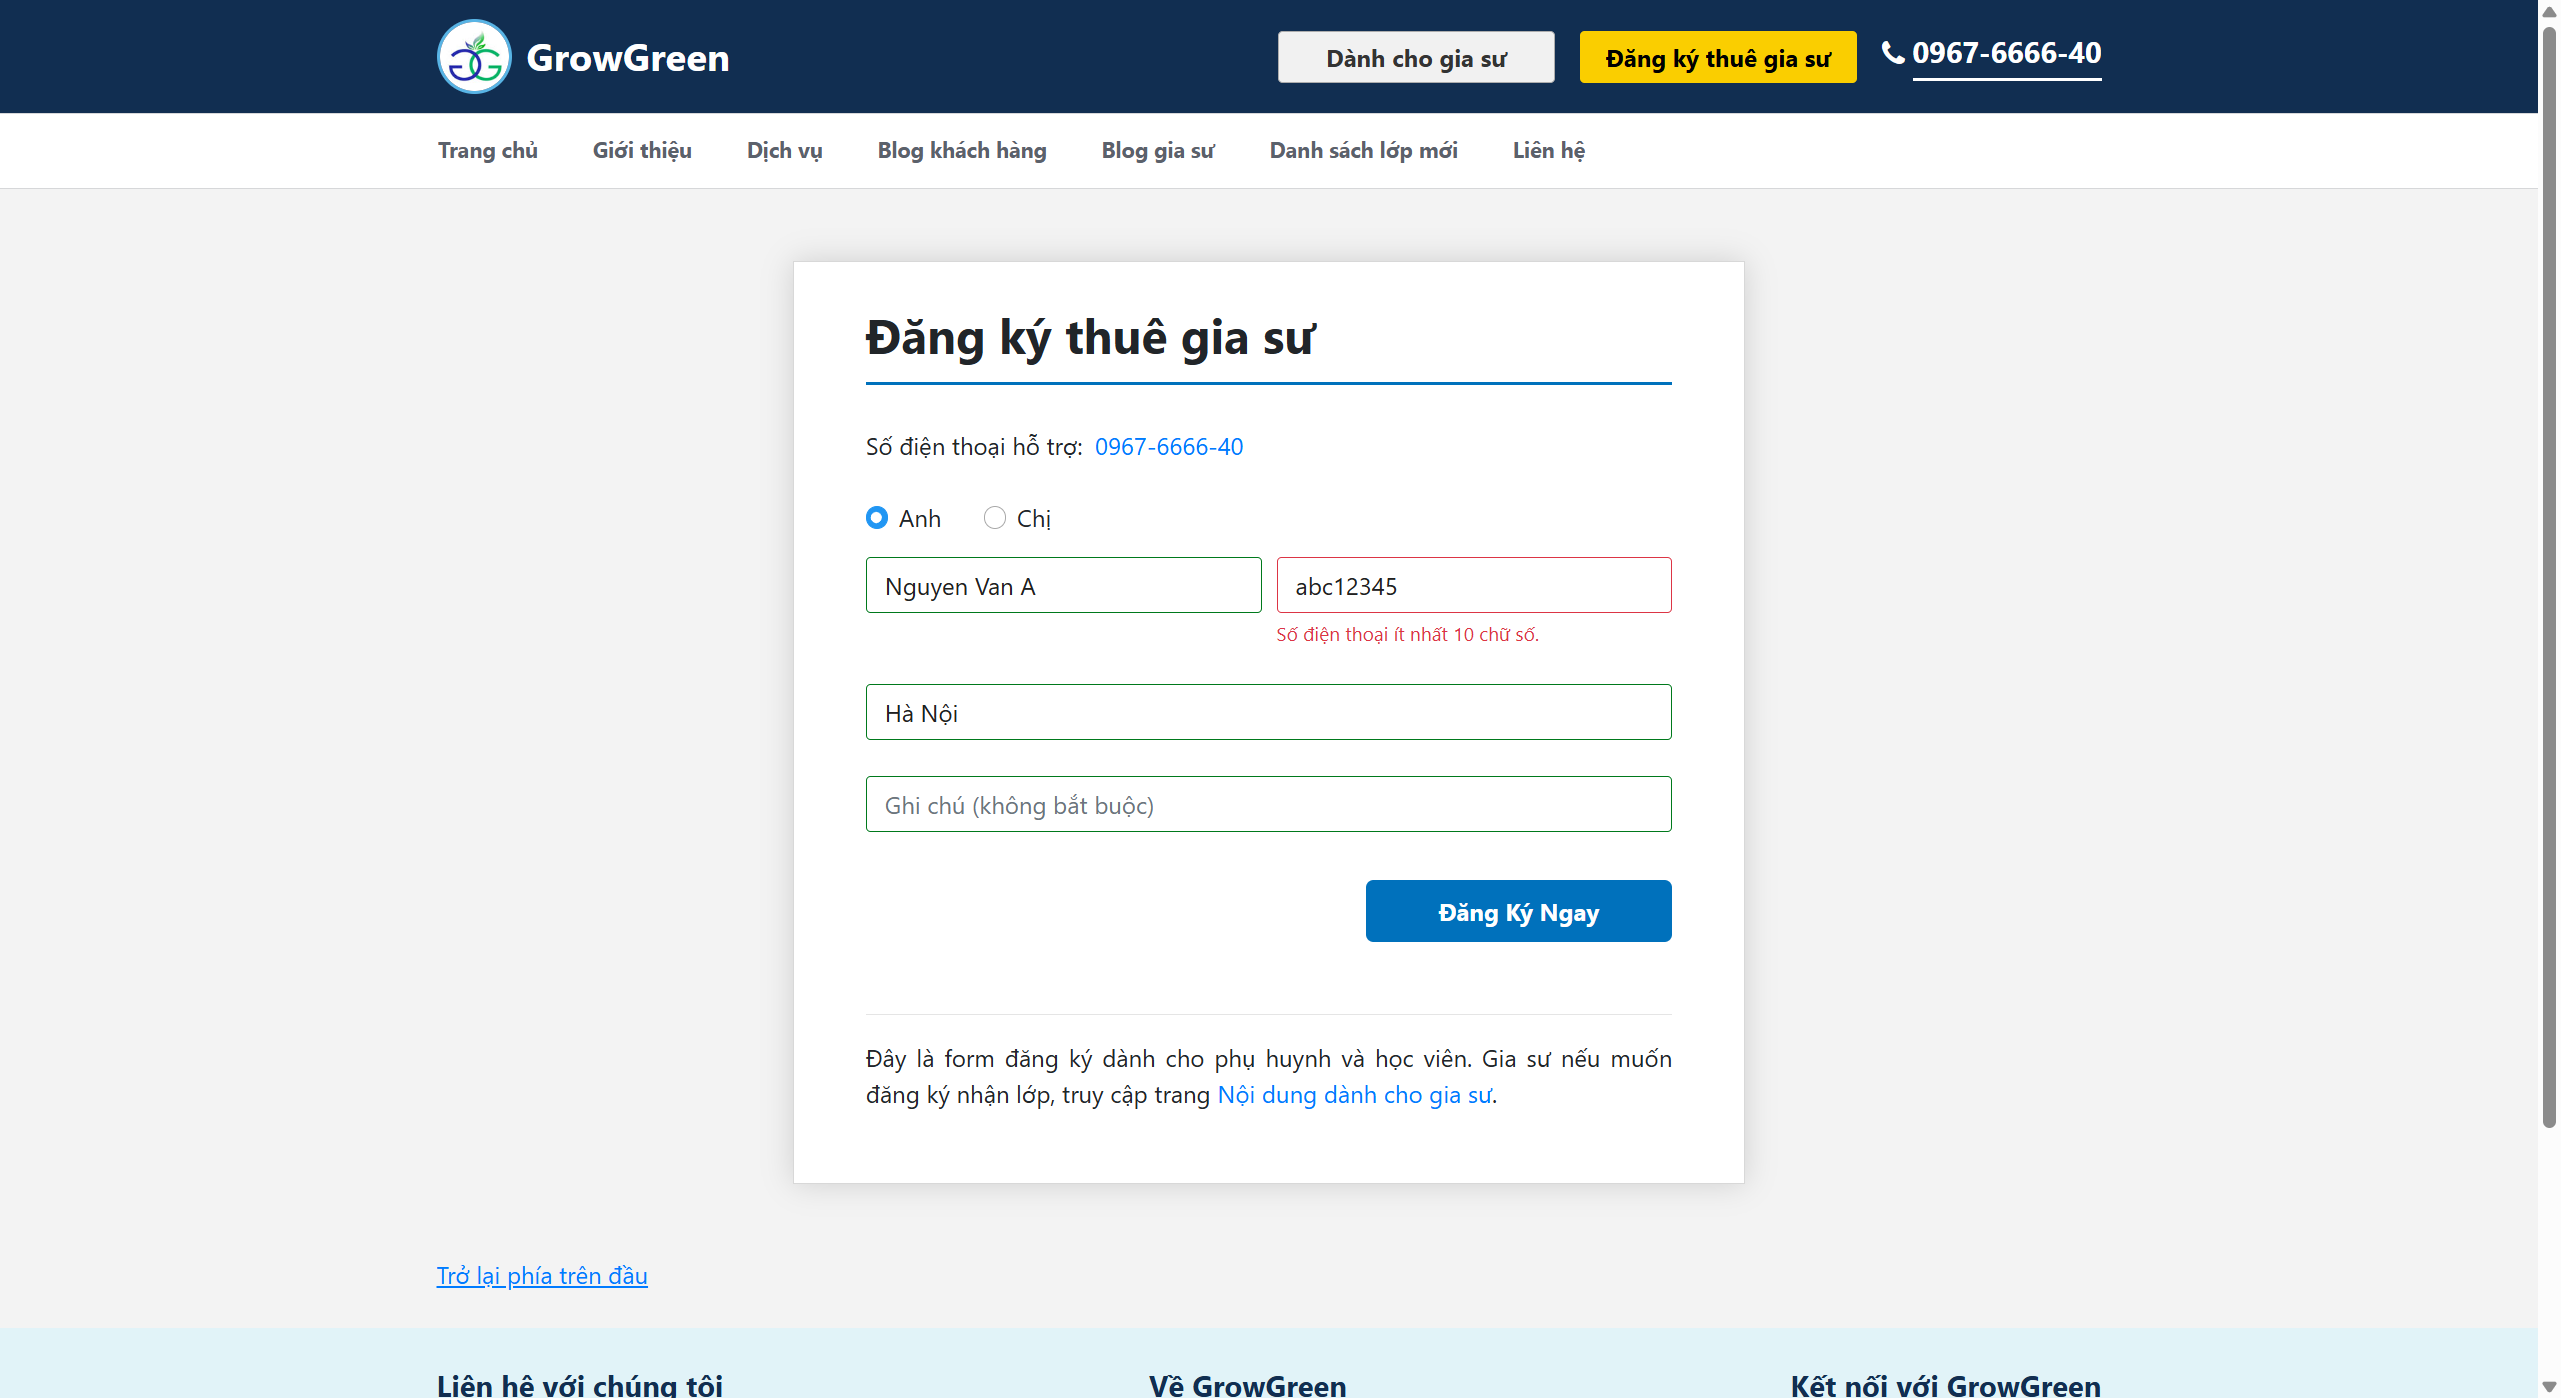 GrowGreen
Dành cho gia sư
Đăng ký thuê gia sư
0967-6666-40
Trang chủ
Giới thiệu
Dịch vụ
Blog khách hàng
Blog gia sư
Danh sách lớp mới
Liên hệ
Đăng ký thuê gia sư
Số điện thoại hỗ trợ: 0967-6666-40
Anh
Chị
Nguyen Van A
abc12345
Số điện thoại ít nhất 10 chữ số.
Hà Nội
Ghi chú (không bắt buộc)
Đăng Ký Ngay
Đây là form đăng ký dành cho phụ huynh và học viên. Gia sư nếu muốn
đăng ký nhận lớp, truy cập trang Nội dung dành cho gia sư.
Trở lại phía trên đầu
Liên hệ với chúng tôi
Về GrowGreen
Kết nối với GrowGreen